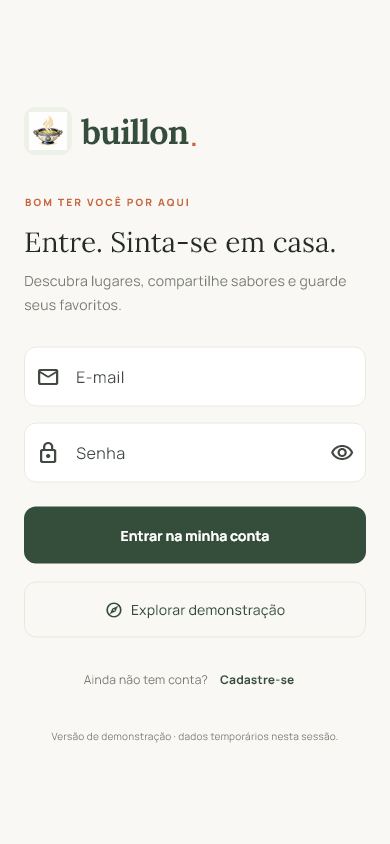 buillon.
BOM TER VOCÊ POR AQUI
Entre. Sinta-se em casa.
Descubra lugares, compartilhe sabores e guarde
seus favoritos.
E-mail
Senha
Entrar na minha conta
Explorar demonstração
Ainda não tem conta? Cadastre-se
Versão de demonstração · dados temporários nesta sessão.